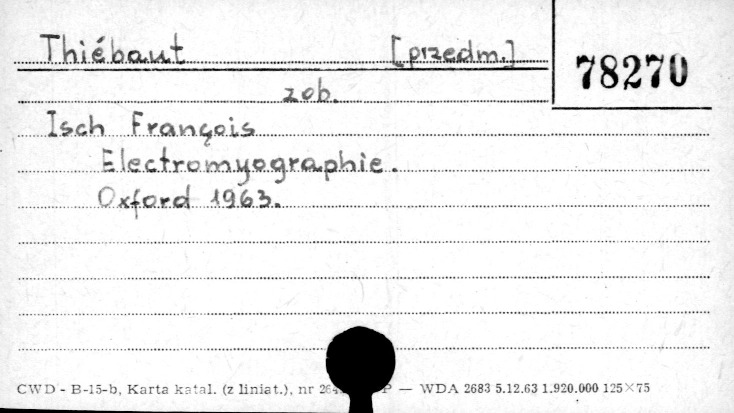 Thiébaut [przedm.]
78270
zob.
Isch François
Electromyographie.
Oxford 1963.
CWD - B-15-b, Karta katal. (z liniat.), nr — WDA 2683 5.12.63 1.920.000 125×75